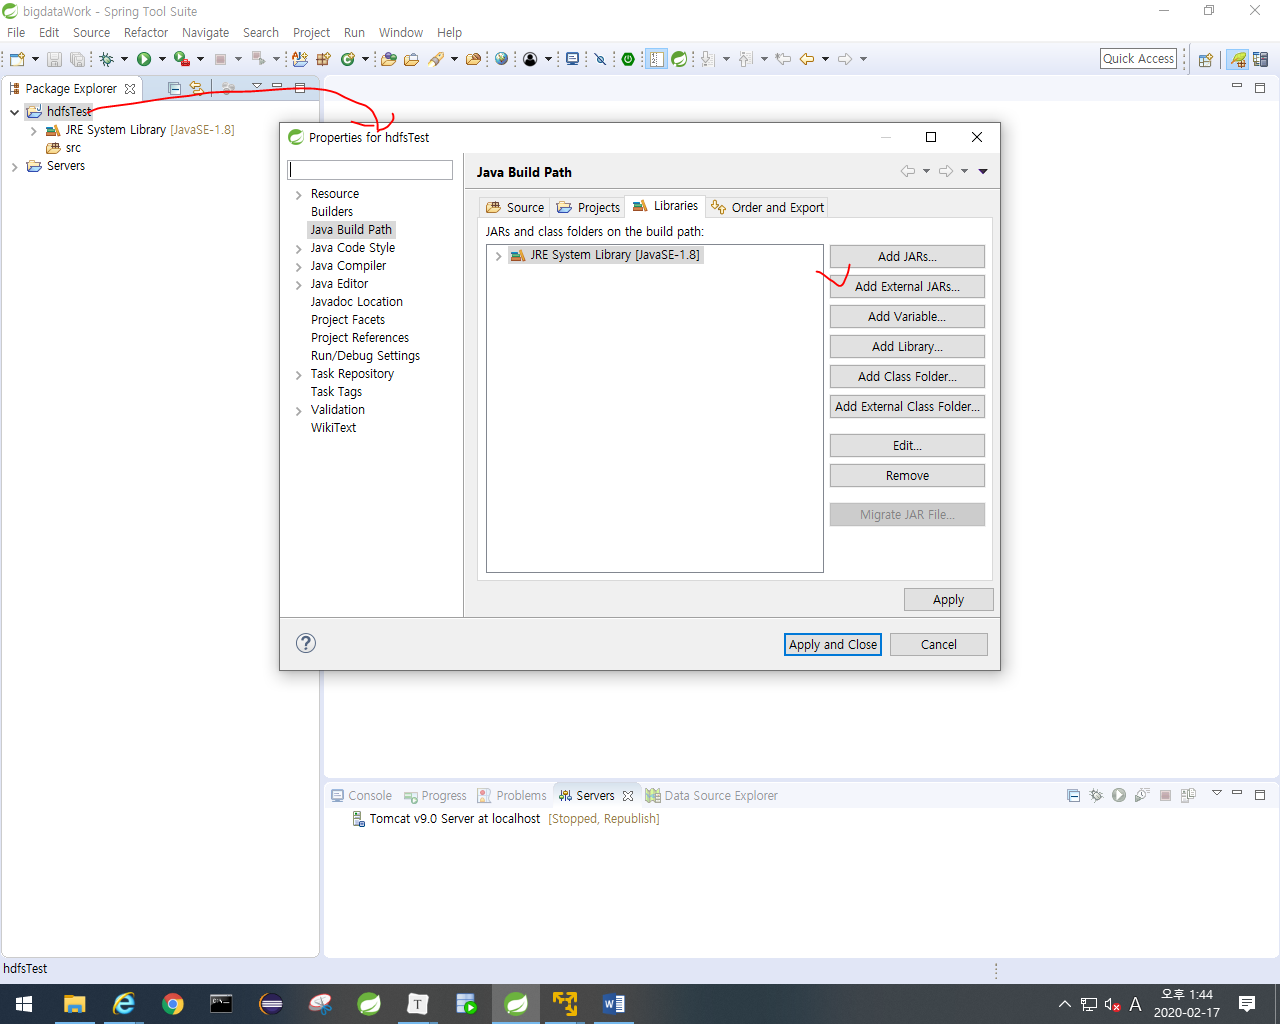 bigdataWork - Spring Tool Suite
File Edit Source Refactor Navigate Search Project Run Window Help
Quick Access
Package Explorer
hdfsTest
JRE System Library [JavaSE-1.8]
src
Servers
Properties for hdfsTest
Resource
Builders
Java Build Path
Java Code Style
Java Compiler
Java Editor
Javadoc Location
Project Facets
Project References
Run/Debug Settings
Task Repository
Task Tags
Validation
WikiText
Java Build Path
Source Projects Libraries Order and Export
JARs and class folders on the build path:
JRE System Library [JavaSE-1.8]
Add JARs...
Add External JARs...
Add Variable...
Add Library...
Add Class Folder...
Add External Class Folder...
Edit...
Remove
Migrate JAR File...
Apply
Apply and Close Cancel
Console Progress Problems Servers Data Source Explorer
Tomcat v9.0 Server at localhost [Stopped, Republish]
hdfsTest
A
오후 1:44
2020-02-17